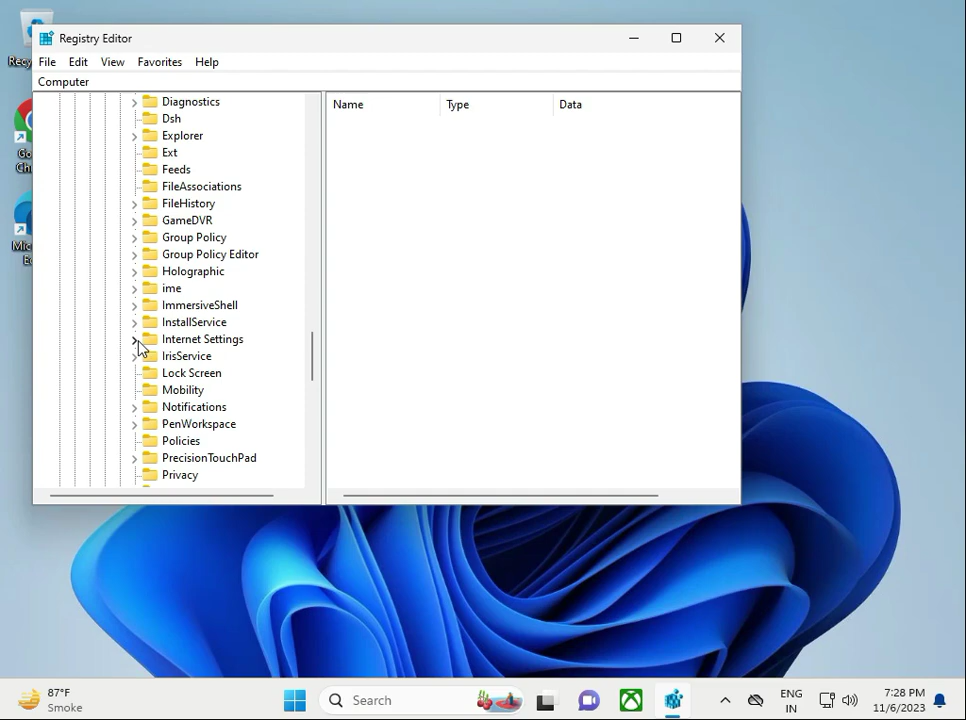 Registry Editor
File Edit View Favorites Help
Computer
Name Type Data
Diagnostics
Dsh
Explorer
Ext
Feeds
FileAssociations
FileHistory
GameDVR
Group Policy
Group Policy Editor
Holographic
ime
ImmersiveShell
InstallService
Internet Settings
IrisService
Lock Screen
Mobility
Notifications
PenWorkspace
Policies
PrecisionTouchPad
Privacy
87°F
Smoke
Search
ENG
IN
7:28 PM
11/6/2023